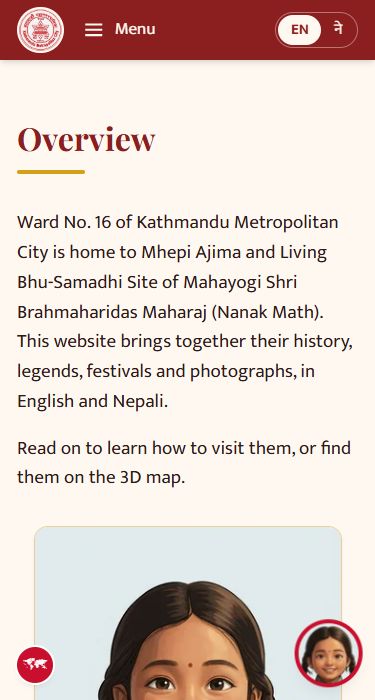 Menu
EN
ने
Overview
Ward No. 16 of Kathmandu Metropolitan
City is home to Mhepi Ajima and Living
Bhu-Samadhi Site of Mahayogi Shri
Brahmaharidas Maharaj (Nanak Math).
This website brings together their history,
legends, festivals and photographs, in
English and Nepali.
Read on to learn how to visit them, or find
them on the 3D map.